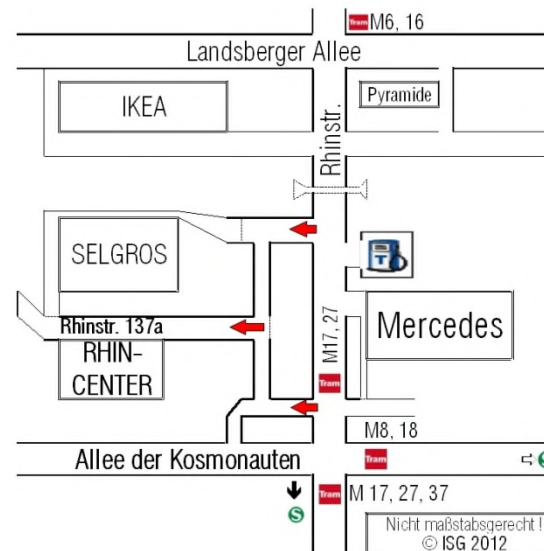 Tram M6, 16
Landsberger Allee
IKEA
Pyramide
Rhinstr.
SELGROS
T
Rhinstr. 137a
Mercedes
M17, 27
RHIN-
CENTER
Tram
M8, 18
Allee der Kosmonauten
Tram
S
S
Tram M 17, 27, 37
Nicht maßstabsgerecht !
© ISG 2012